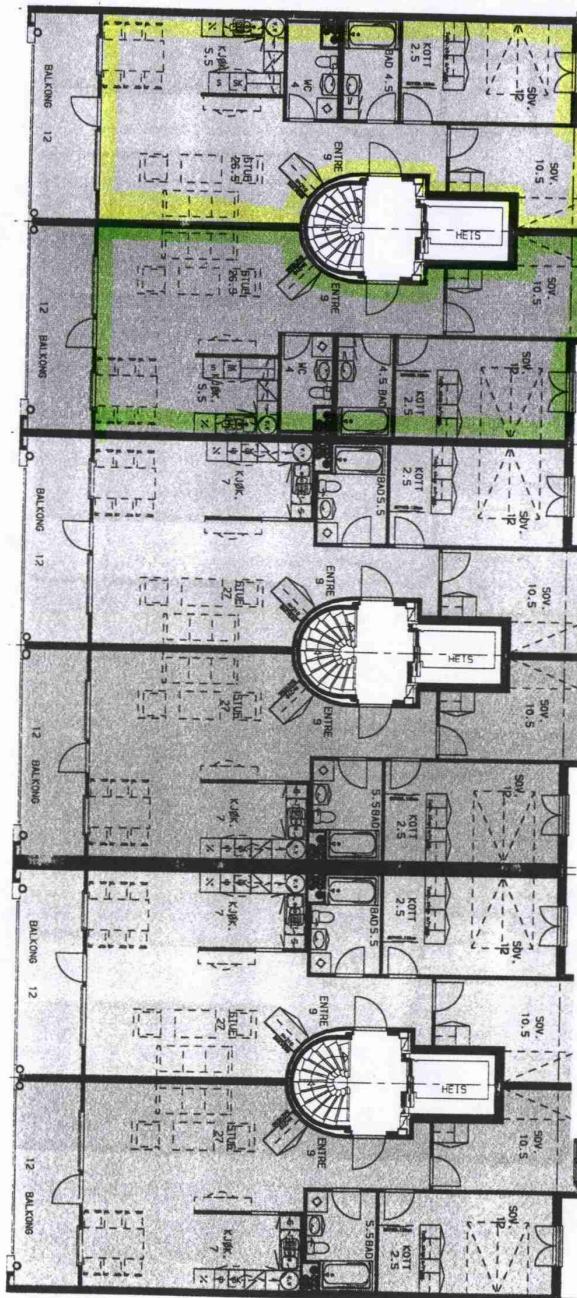 BALKONG
12
KJØK.
5.5
WC
4
BAD 4.5
KOTT
2.5
SOV.
12
SOV.
10.5
STUE
26.5
ENTRE
9
HEIS
BALKONG
12
STUE
26.5
ENTRE
9
SOV.
10.5
KJØK.
5.5
WC
4
4.5 BAD
KOTT
2.5
SOV.
12
BALKONG
12
KJØK.
7
BAD 5.5
KOTT
2.5
SOV.
12
STUE
27
ENTRE
9
SOV.
10.5
HEIS
BALKONG
12
STUE
27
ENTRE
9
10.5
KJØK.
7
5.5 BAD
KOTT
2.5
SOV.
12
BALKONG
12
KJØK.
7
BAD 5.5
KOTT
2.5
SOV.
12
STUE
27
ENTRE
9
SOV.
10.5
HEIS
BALKONG
12
STUE
27
ENTRE
9
SOV.
10.5
KJØK.
7
5.5 BAD
KOTT
2.5
SOV.
12